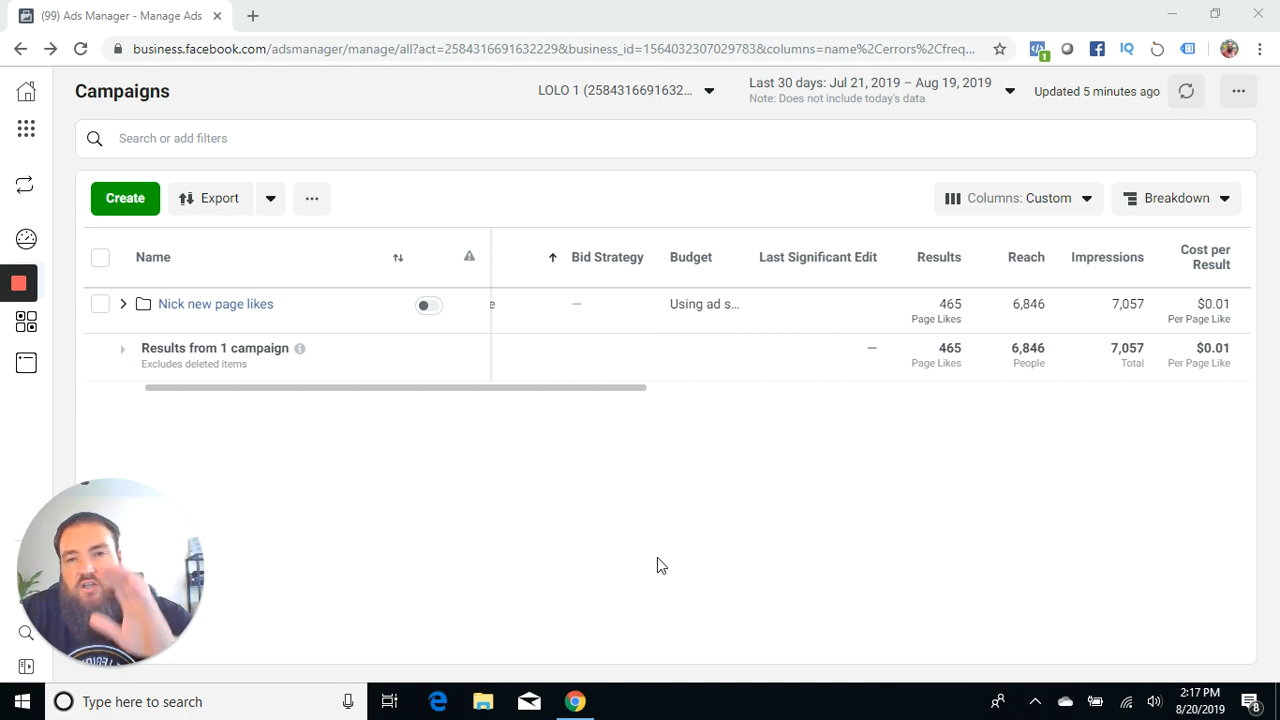 (99) Ads Manager - Manage Ads
business.facebook.com/adsmanager/manage/all?act=2584316691632229&business_id=1564032307029783&columns=name%2Cerrors%2Cfreq...
1
IQ
Campaigns
LOLO 1 (2584316691632...
Last 30 days: Jul 21, 2019 – Aug 19, 2019
Note: Does not include today's data
Updated 5 minutes ago
Search or add filters
Create
Export
Columns: Custom
Breakdown
Name
Bid Strategy
Budget
Last Significant Edit
Results
Reach
Impressions
Cost per
Result
Nick new page likes
e
—
Using ad s...
465
Page Likes
6,846
7,057
$0.01
Per Page Like
Results from 1 campaign
Excludes deleted items
—
465
Page Likes
6,846
People
7,057
Total
$0.01
Per Page Like
Type here to search
2:17 PM
8/20/2019
8